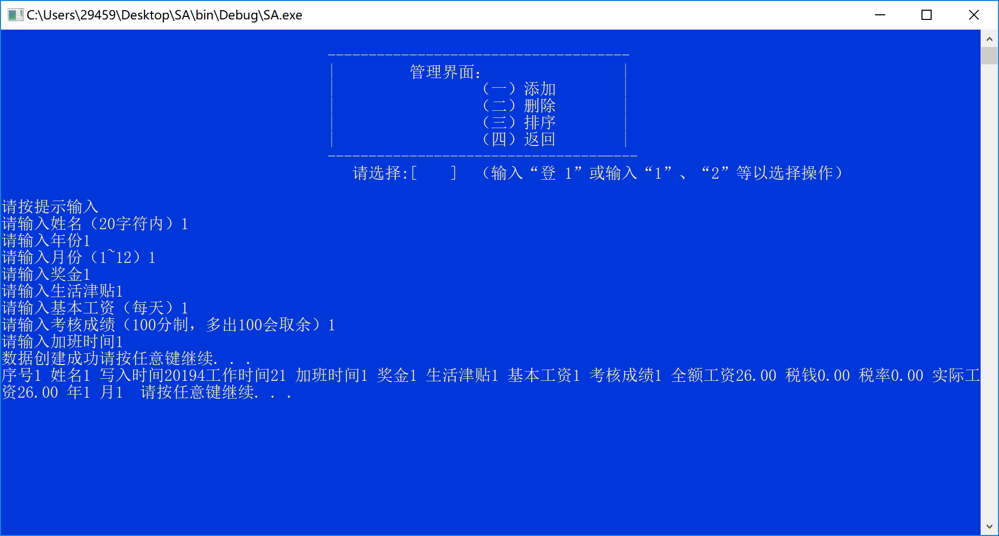 C:\Users\29459\Desktop\SA\bin\Debug\SA.exe
-------------------------------------
| 管理界面： |
| （一）添加 |
| （二）删除 |
| （三）排序 |
| （四）返回 |
--------------------------------------
请选择:[    ]  （输入“登 1”或输入“1”、“2”等以选择操作）
请按提示输入
请输入姓名（20字符内）1
请输入年份1
请输入月份（1~12）1
请输入奖金1
请输入生活津贴1
请输入基本工资（每天）1
请输入考核成绩（100分制，多出100会取余）1
请输入加班时间1
数据创建成功请按任意键继续. . .
序号1 姓名1 写入时间20194工作时间21 加班时间1 奖金1 生活津贴1 基本工资1 考核成绩1 全额工资26.00 税钱0.00 税率0.00 实际工
资26.00 年1 月1  请按任意键继续. . .